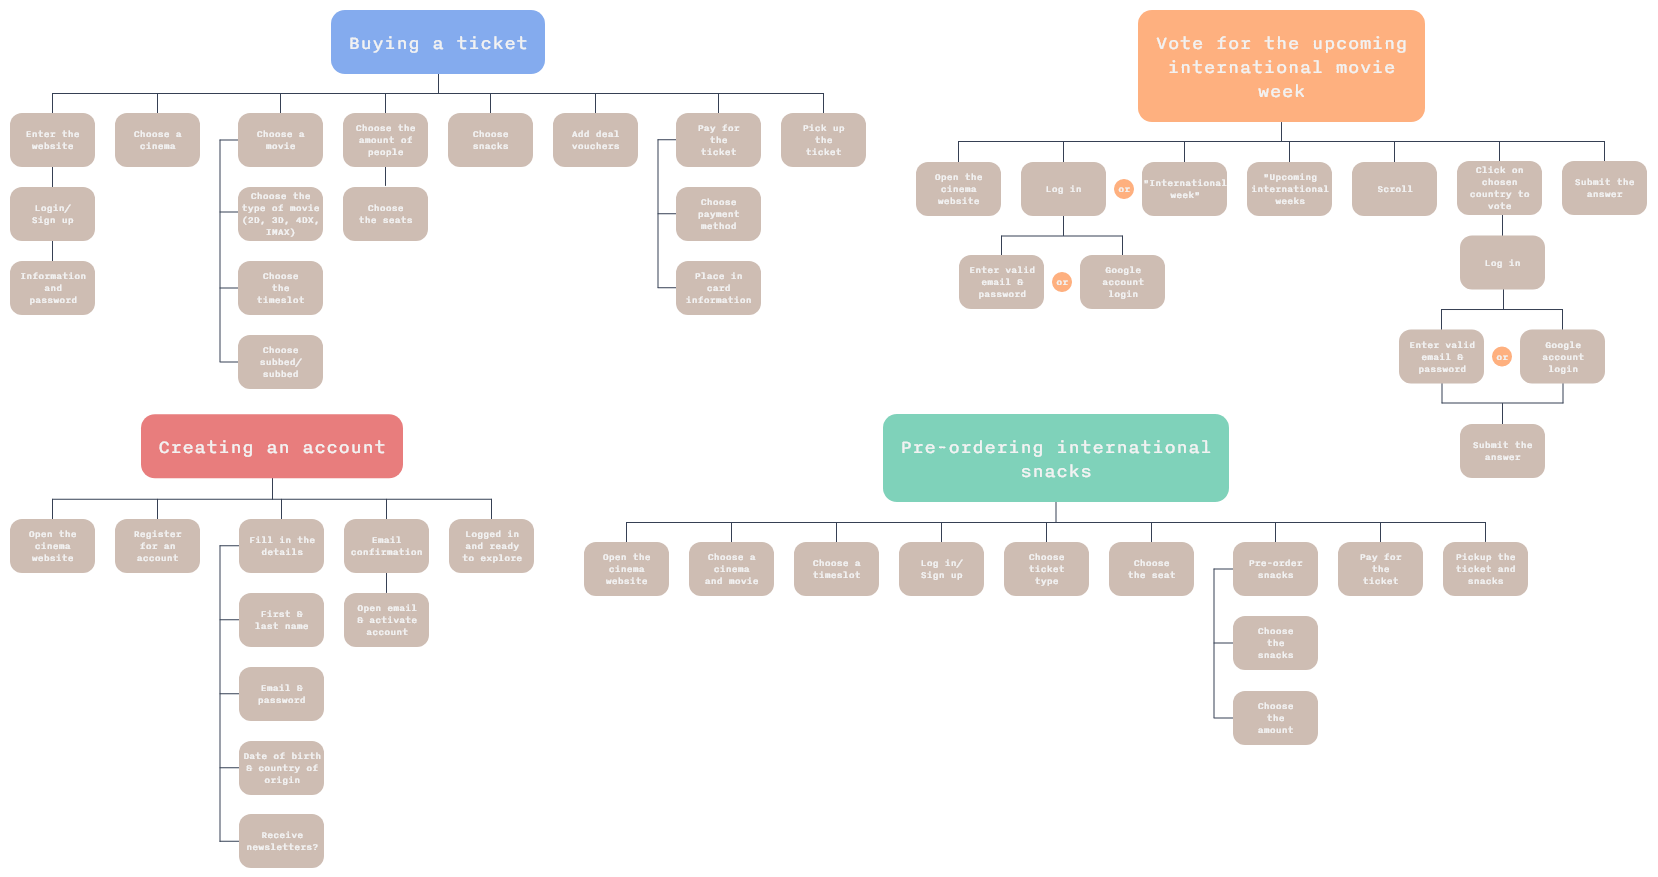 Buying a ticket
Enter the
website
Login/
Sign up
Information
and
password
Choose a
cinema
Choose a
movie
Choose the
type of movie
(2D, 3D, 4DX,
IMAX)
Choose
the
timeslot
Choose
subbed/
subbed
Choose the
amount of
people
Choose
the seats
Choose
snacks
Add deal
vouchers
Pay for
the
ticket
Choose
payment
method
Place in
card
information
Pick up
the
ticket
Vote for the upcoming
international movie
week
Open the
cinema
website
Log in
Enter valid
email &
password
or
Google
account
login
or
"International
week"
"Upcoming
international
weeks
Scroll
Click on
chosen
country to
vote
Log in
Enter valid
email &
password
or
Google
account
login
Submit the
answer
Submit the
answer
Creating an account
Open the
cinema
website
Register
for an
account
Fill in the
details
First &
last name
Email &
password
Date of birth
& country of
origin
Receive
newsletters?
Email
confirmation
Open email
& activate
account
Logged in
and ready
to explore
Pre-ordering international
snacks
Open the
cinema
website
Choose a
cinema
and movie
Choose a
timeslot
Log in/
Sign up
Choose
ticket
type
Choose
the seat
Pre-order
snacks
Choose
the
snacks
Choose
the
amount
Pay for
the
ticket
Pickup the
ticket and
snacks